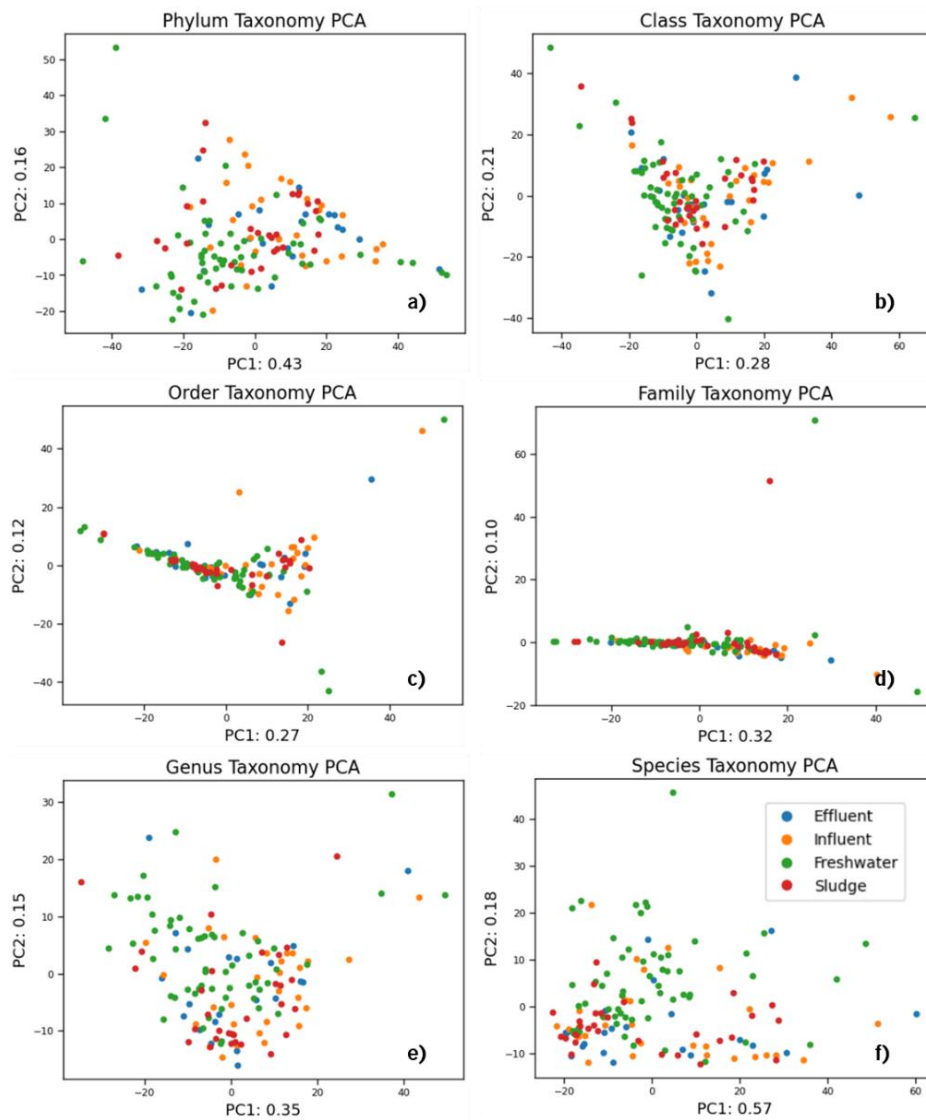 Phylum Taxonomy PCA
50
40
30
20
10
0
−10
−20
−40
−20
0
20
40
PC2: 0.16
PC1: 0.43
a)
Class Taxonomy PCA
40
20
0
−20
−40
−40
−20
0
20
40
60
PC2: 0.21
PC1: 0.28
b)
Order Taxonomy PCA
40
20
0
−20
−40
−20
0
20
40
PC2: 0.12
PC1: 0.27
c)
Family Taxonomy PCA
60
40
20
0
−20
−20
0
20
40
PC2: 0.10
PC1: 0.32
d)
Genus Taxonomy PCA
30
20
10
0
−10
−20
0
20
40
PC2: 0.15
PC1: 0.35
e)
Species Taxonomy PCA
50
40
30
20
10
0
−10
−20
0
20
40
60
PC2: 0.18
PC1: 0.57
Effluent
Influent
Freshwater
Sludge
f)